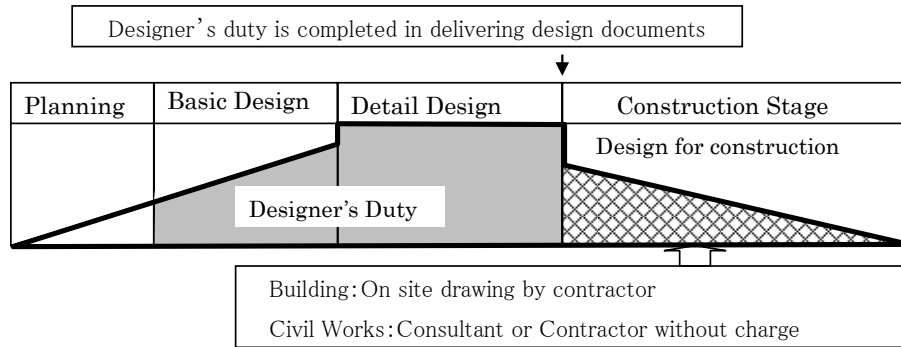 Designer’s duty is completed in delivering design documents
Planning
Basic Design
Detail Design
Construction Stage
Design for construction
Designer’s Duty
Building:On site drawing by contractor
Civil Works:Consultant or Contractor without charge